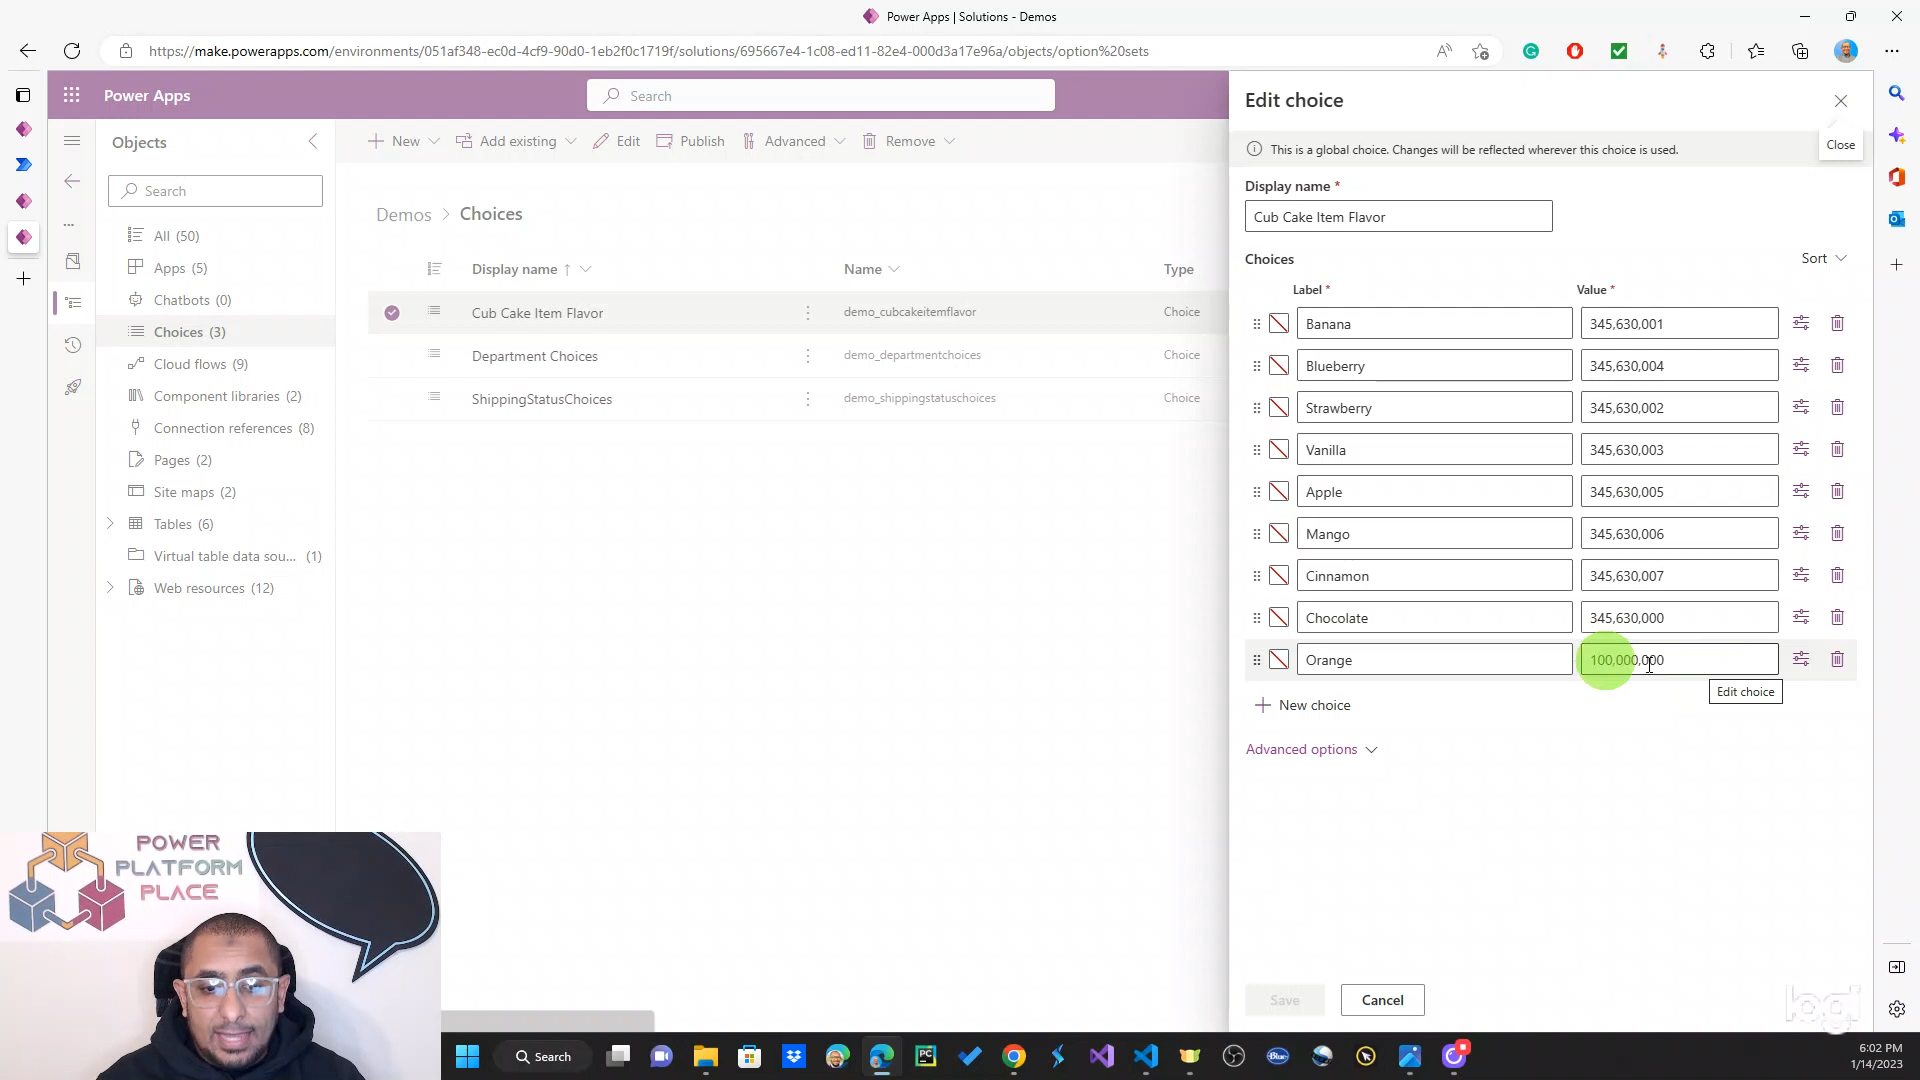 Power Apps | Solutions - Demos
https://make.powerapps.com/environments/051af348-ec0d-4cf9-90d0-1eb2f0c1719f/solutions/695667e4-1c08-ed11-82e4-000d3a17e96a/objects/option%20sets
Power Apps
Search
Objects
Search
All (50)
Apps (5)
Chatbots (0)
Choices (3)
Cloud flows (9)
Component libraries (2)
Connection references (8)
Pages (2)
Site maps (2)
Tables (6)
Virtual table data sou... (1)
Web resources (12)
New Add existing Edit Publish Advanced Remove
Demos > Choices
Display name Name Type
Cub Cake Item Flavor demo_cubcakeitemflavor Choice
Department Choices demo_departmentchoices Choice
ShippingStatusChoices demo_shippingstatuschoices Choice
Edit choice
Close
This is a global choice. Changes will be reflected wherever this choice is used.
Display name *
Cub Cake Item Flavor
Choices Sort
Label * Value *
Banana 345,630,001
Blueberry 345,630,004
Strawberry 345,630,002
Vanilla 345,630,003
Apple 345,630,005
Mango 345,630,006
Cinnamon 345,630,007
Chocolate 345,630,000
Orange 100,000,000
Edit choice
New choice
Advanced options
Save Cancel
logi
POWER
PLATFORM
PLACE
Search
PC
Blue
6:02 PM
1/14/2023